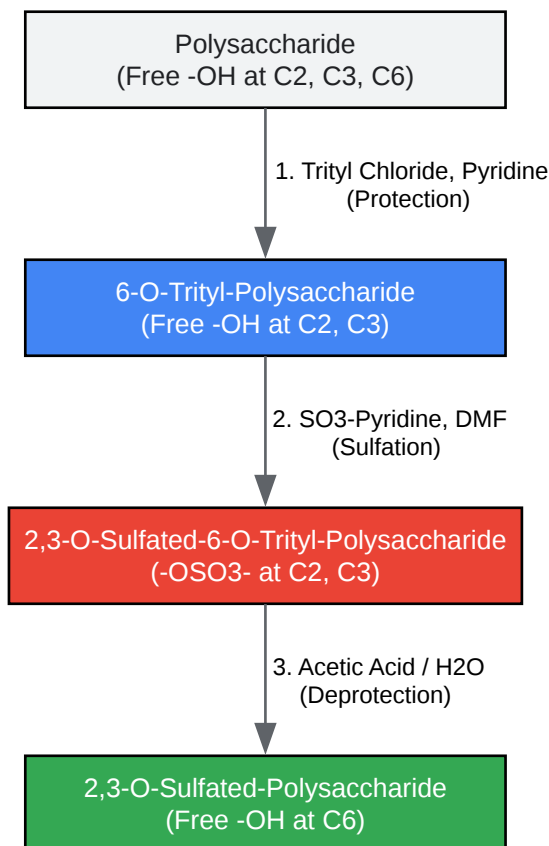 Polysaccharide
(Free -OH at C2, C3, C6)
1. Trityl Chloride, Pyridine
(Protection)
6-O-Trityl-Polysaccharide
(Free -OH at C2, C3)
2. SO3-Pyridine, DMF
(Sulfation)
2,3-O-Sulfated-6-O-Trityl-Polysaccharide
(-OSO3- at C2, C3)
3. Acetic Acid / H2O
(Deprotection)
2,3-O-Sulfated-Polysaccharide
(Free -OH at C6)